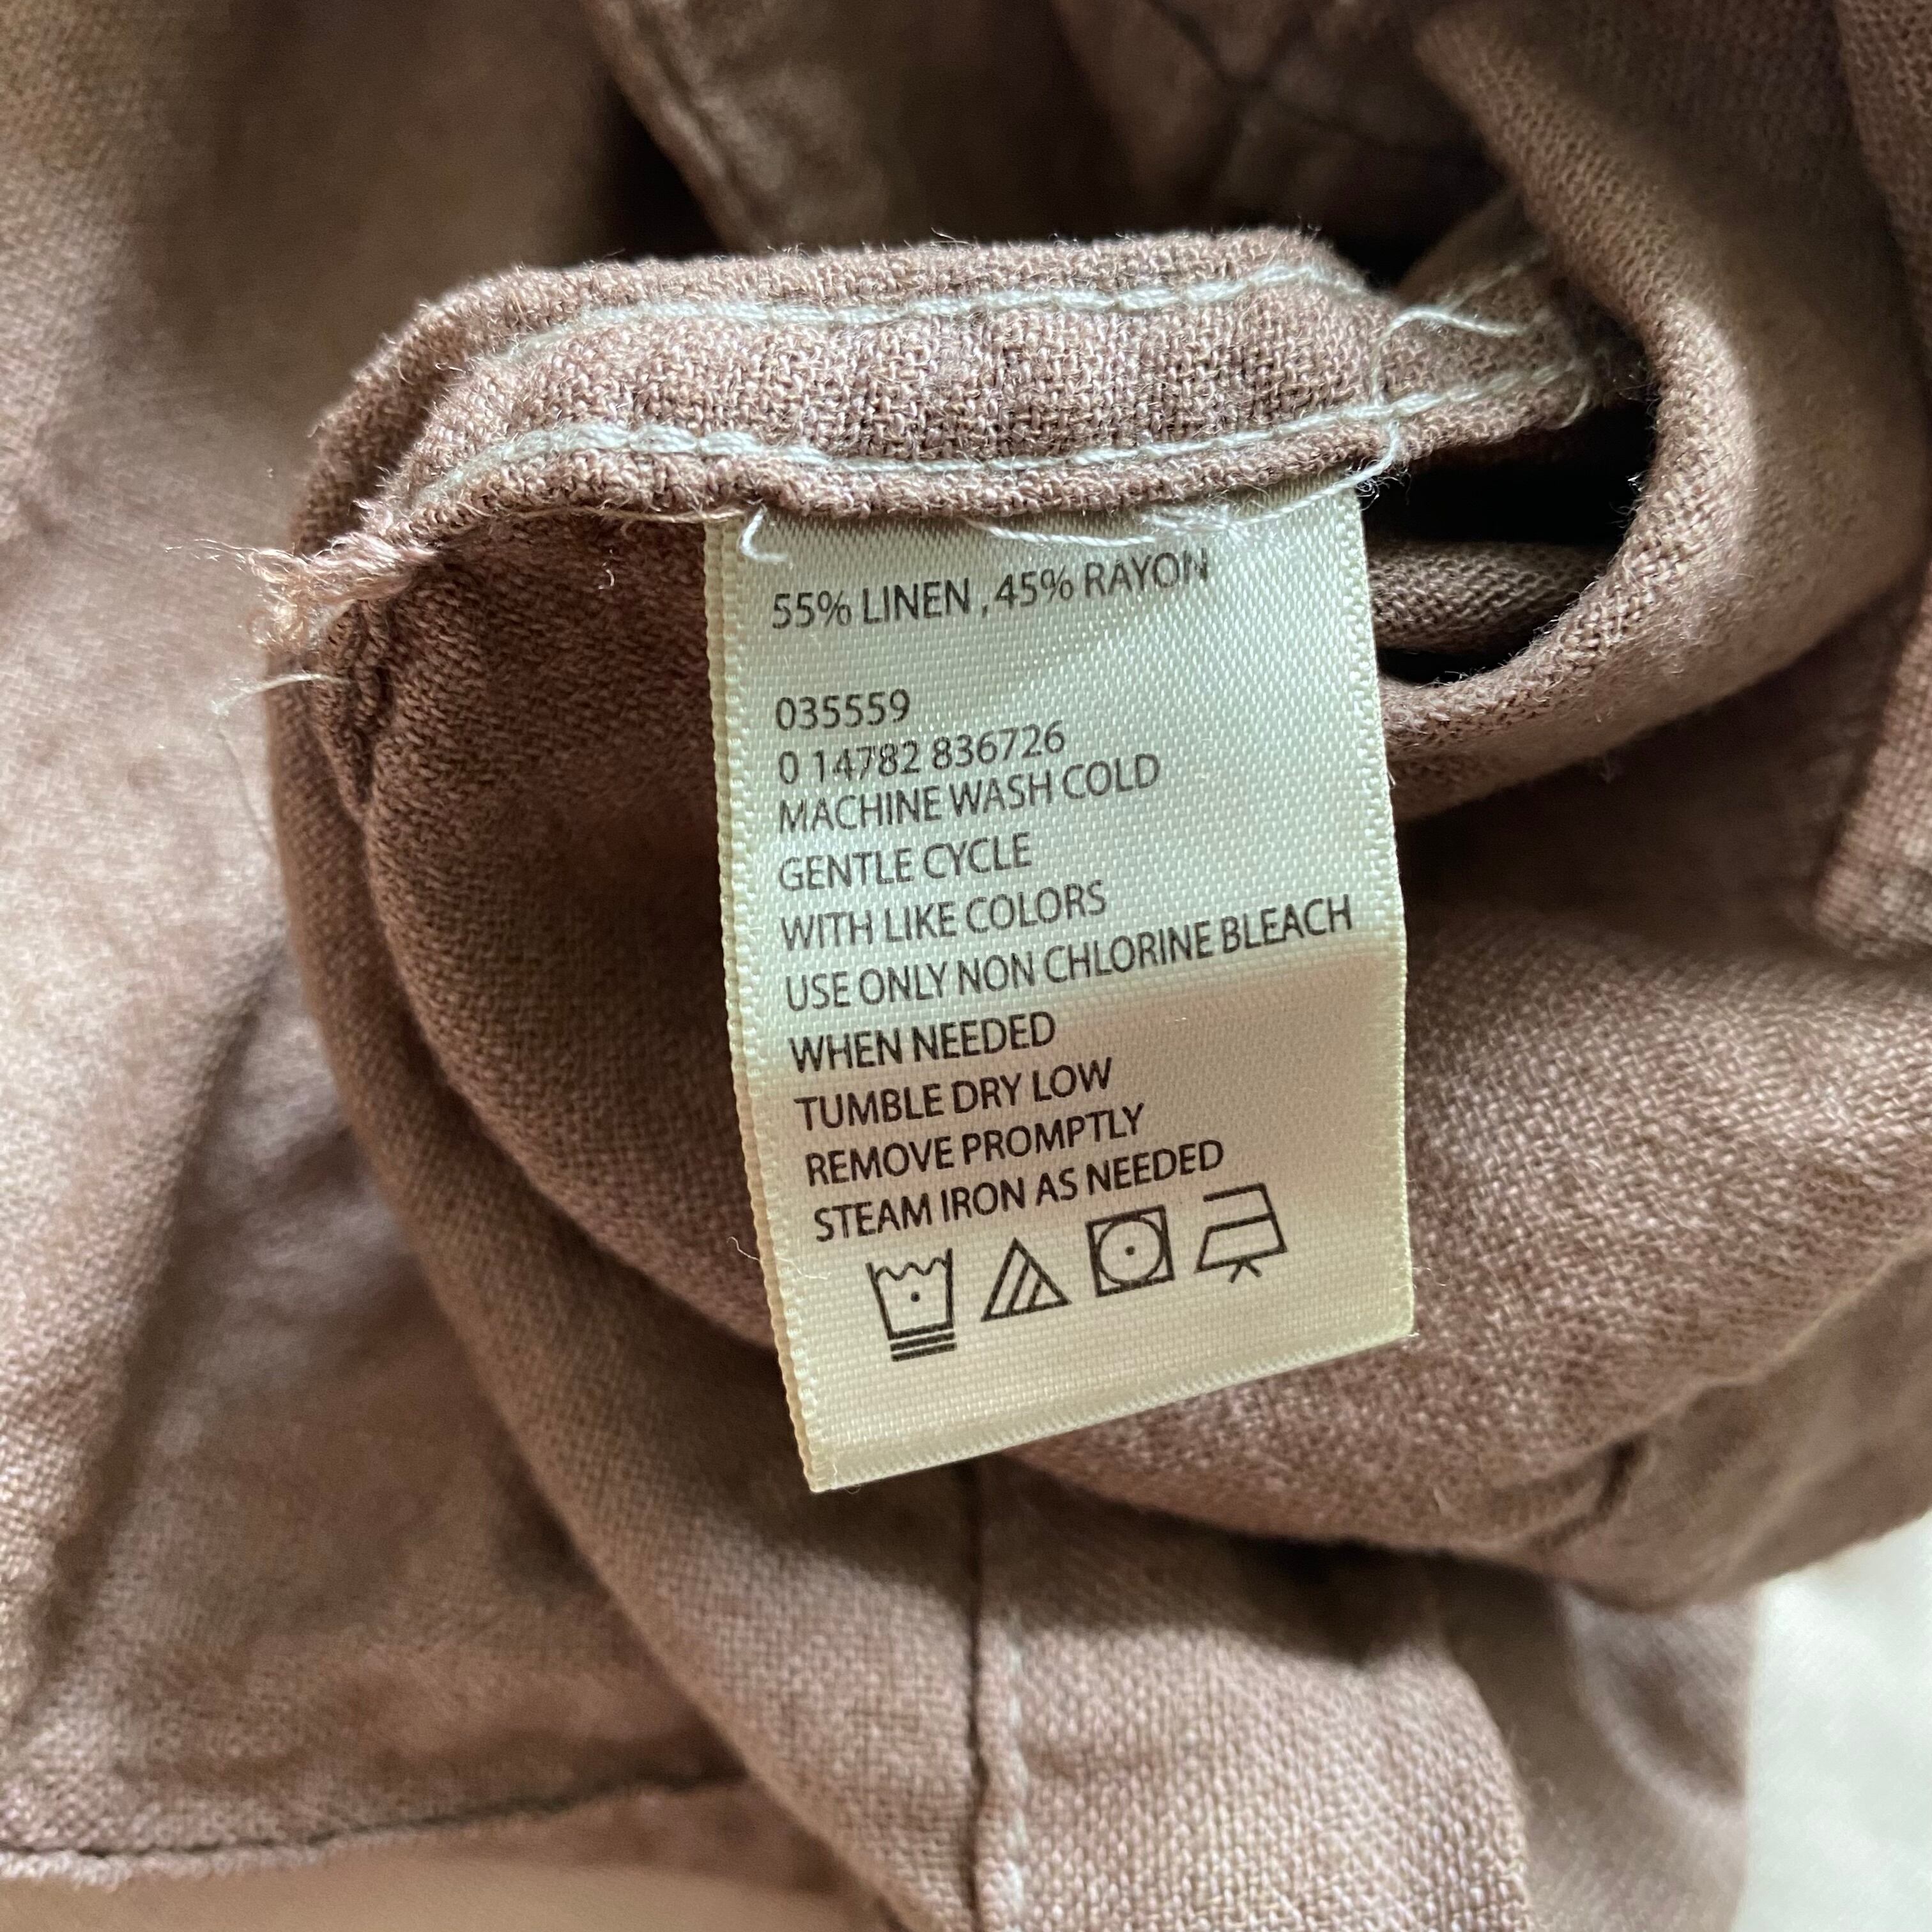 55% LINEN , 45% RAYON
035559
0 14782 836726
MACHINE WASH COLD
GENTLE CYCLE
WITH LIKE COLORS
USE ONLY NON CHLORINE BLEACH
WHEN NEEDED
TUMBLE DRY LOW
REMOVE PROMPTLY
STEAM IRON AS NEEDED